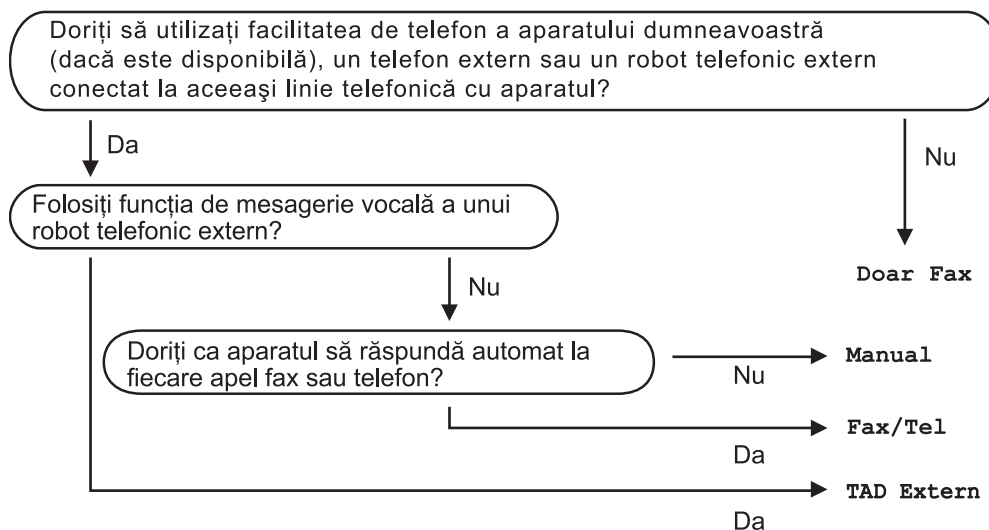 Doriți să utilizați facilitatea de telefon a aparatului dumneavoastră
(dacă este disponibilă), un telefon extern sau un robot telefonic extern
conectat la aceeaşi linie telefonică cu aparatul?
Da
Nu
Folosiți funcția de mesagerie vocală a unui
robot telefonic extern?
Doar Fax
Nu
Doriți ca aparatul să răspundă automat la
fiecare apel fax sau telefon?
Manual
Nu
Fax/Tel
Da
TAD Extern
Da